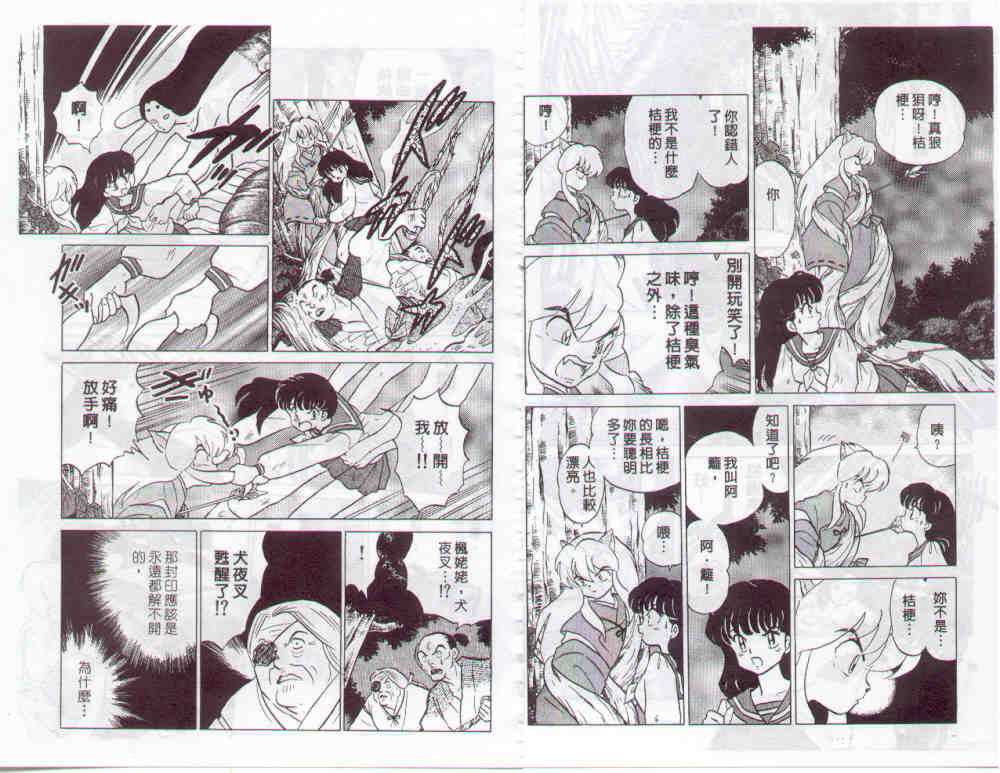 哼！真狼
狽呀！桔
梗…
你—
你認錯人
了！
我不是什麼
桔梗的…
哼！
別開玩笑了！
哼！這種臭氣
味，除了桔梗
之外…
咦？
妳不是…
桔梗…
知道了吧？
我叫阿
籬，
阿．籬！
嗯，桔梗
的長相比
妳要聰明
多了…
人也比較
漂亮。
喂…
啊！
放～開～
我～!!
好痛！
放手啊！
楓姥姥，犬
夜叉…!?
！
犬夜叉
甦醒了!?
那封印應該是
永遠都解不開
的，
為什麼…